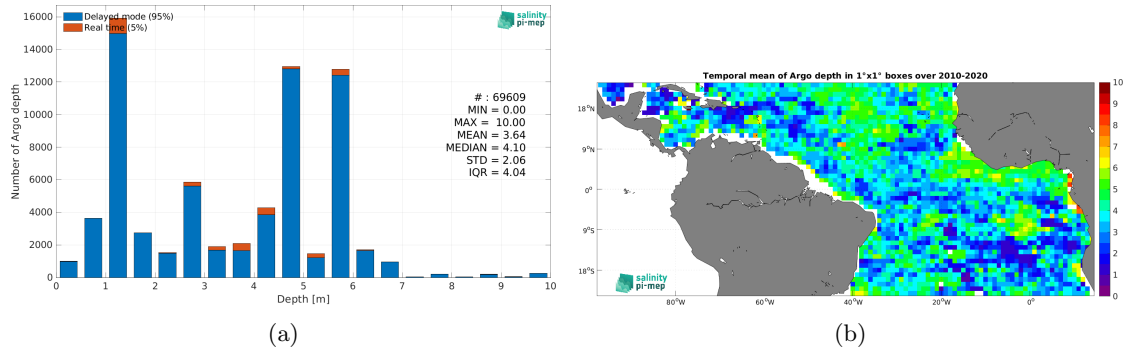 16000
14000
12000
10000
8000
6000
4000
2000
0
Number of Argo depth
Delayed mode (95%)
Real time (5%)
salinity
pi-mep
# : 69609
MIN = 0.00
MAX = 10.00
MEAN = 3.64
MEDIAN = 4.10
STD = 2.06
IQR = 4.04
0 1 2 3 4 5 6 7 8 9 10
Depth [m]
(a)
Temporal mean of Argo depth in 1°x1° boxes over 2010-2020
18°N
9°N
0°
9°S
18°S
80°W 60°W 40°W 20°W 0°
salinity
pi-mep
10
9
8
7
6
5
4
3
2
1
0
(b)